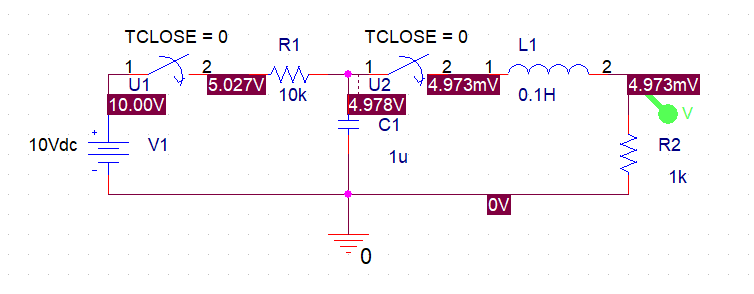 TCLOSE = 0
TCLOSE = 0
R1
L1
1
2
1
2
1
2
U1
5.027V
U2
4.973mV
4.973mV
10.00V
10k
4.978V
0.1H
V
+
C1
10Vdc
V1
1u
R2
-
1k
0V
0